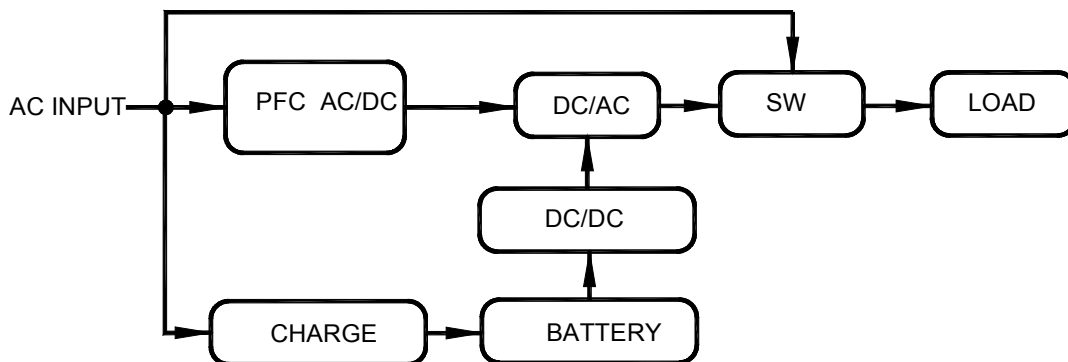 AC INPUT
PFC AC/DC
DC/AC
SW
LOAD
DC/DC
CHARGE
BATTERY